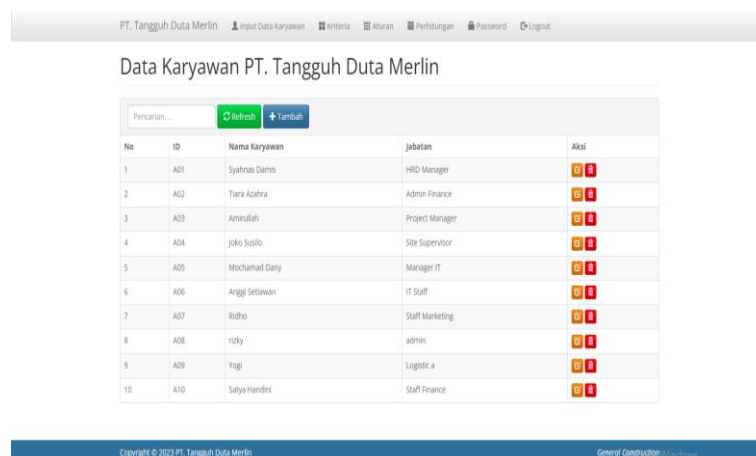 PT. Tangguh Duta Merlin Input Data Karyawan Kriteria Aturan Perhitungan Password Logout
Data Karyawan PT. Tangguh Duta Merlin
Pencarian. . . Refresh Tambah
No ID Nama Karyawan Jabatan Aksi
1 A01 Syahnas Damis HRD Manager
2 A02 Tiara Azahra Admin Finance
3 A03 Amirullah Project Manager
4 A04 Joko Susilo Site Supervisor
5 A05 Mochamad Dany Manager IT
6 A06 Anggi Setiawan IT Staff
7 A07 Ridho Staff Marketing
8 A08 rizky admin
9 A09 Yogi Logistic a
10 A10 Satya Handini Staff Finance
Copyright © 2023 PT. Tangguh Duta Merlin General Construction Windows